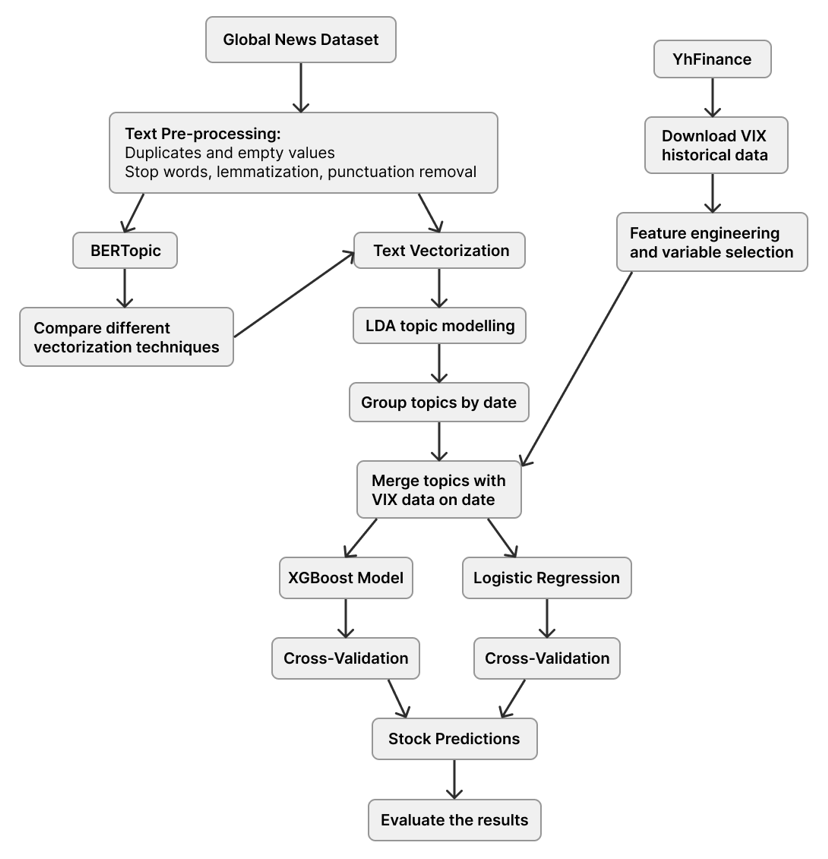 Global News Dataset
YhFinance
Text Pre-processing:
Duplicates and empty values
Stop words, lemmatization, punctuation removal
Download VIX
historical data
BERTopic
Text Vectorization
Feature engineering
and variable selection
Compare different
vectorization techniques
LDA topic modelling
Group topics by date
Merge topics with
VIX data on date
XGBoost Model
Logistic Regression
Cross-Validation
Cross-Validation
Stock Predictions
Evaluate the results